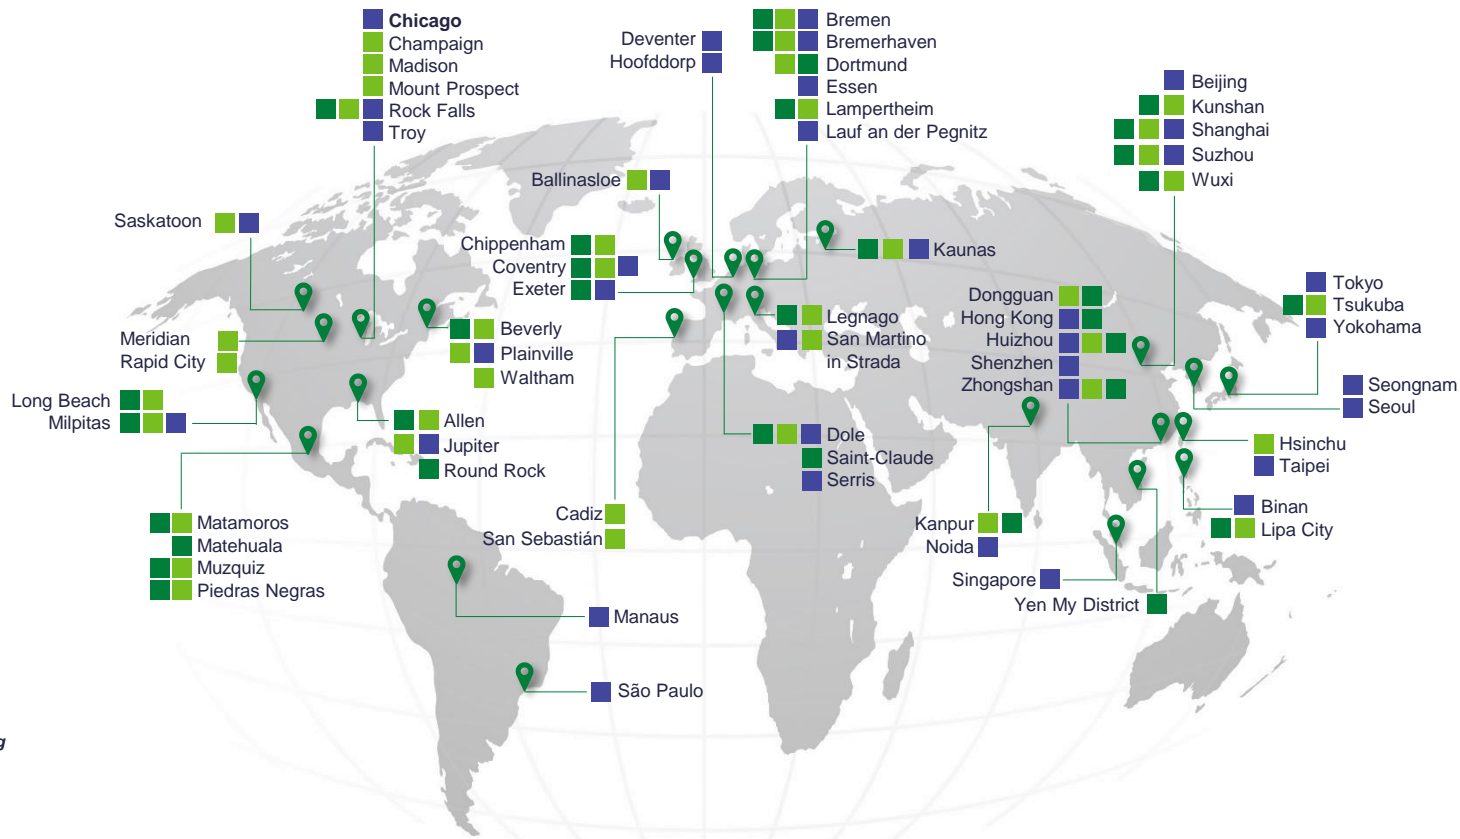 Chicago
Champaign
Madison
Mount Prospect
Rock Falls
Troy
Deventer
Hoofddorp
Bremen
Bremerhaven
Dortmund
Essen
Lampertheim
Lauf an der Pegnitz
Beijing
Kunshan
Shanghai
Suzhou
Wuxi
Ballinasloe
Saskatoon
Chippenham
Coventry
Exeter
Kaunas
Tokyo
Tsukuba
Yokohama
Dongguan
Hong Kong
Huizhou
Shenzhen
Zhongshan
Legnago
San Martino
in Strada
Beverly
Plainville
Waltham
Meridian
Rapid City
Long Beach
Milpitas
Seongnam
Seoul
Allen
Jupiter
Round Rock
Dole
Saint-Claude
Serris
Hsinchu
Taipei
Binan
Lipa City
Matamoros
Matehuala
Muzquiz
Piedras Negras
Cadiz
San Sebastián
Kanpur
Noida
Singapore
Yen My District
Manaus
São Paulo
g